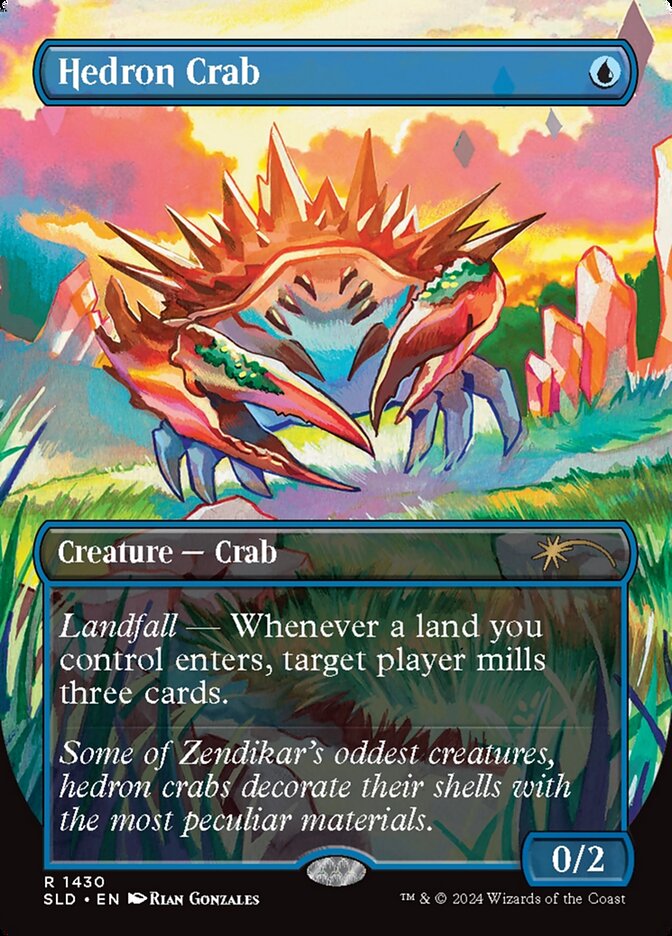 Hedron Crab
Creature — Crab
Landfall — Whenever a land you
control enters, target player mills
three cards.
Some of Zendikar's oddest creatures,
hedron crabs decorate their shells with
the most peculiar materials.
0/2
R 1430
SLD • EN Rian Gonzales
™ & © 2024 Wizards of the Coast